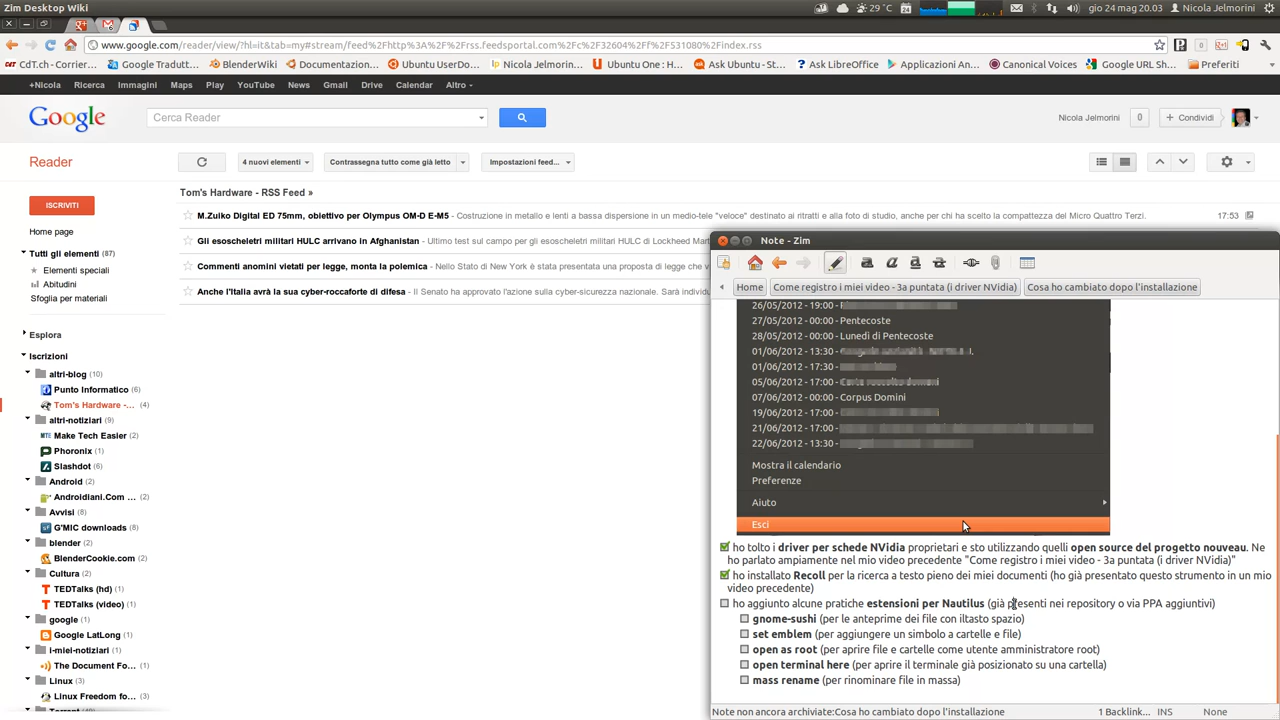 Zim Desktop Wiki
29 °C
24
gio 24 mag 20.03
Nicola Jelmorini
www.google.com/reader/view/?hl=it&tab=my#stream/feed%2Fhttp%3A%2F%2Frss.feedsportal.com%2Fc%2F32604%2Ff%2F531080%2Findex.rss
CdT.ch - Corrier...
Google Tradutt...
BlenderWiki
Documentazion...
Ubuntu UserDo...
Nicola Jelmorin...
Ubuntu One : H...
Ask Ubuntu - St...
Ask LibreOffice
Applicazioni An...
Canonical Voices
Google URL Sh...
Preferiti
+Nicola Ricerca Immagini Maps Play YouTube News Gmail Drive Calendar Altro
Google
Cerca Reader
Nicola Jelmorini
0
+ Condividi
Reader
4 nuovi elementi
Contrassegna tutto come già letto
Impostazioni feed...
ISCRIVITI
Home page
Tutti gli elementi (87)
Elementi speciali
Abitudini
Sfoglia per materiali
Esplora
Iscrizioni
altri-blog (10)
Punto Informatico (6)
Tom's Hardware -... (4)
altri-notiziari (9)
Make Tech Easier (2)
Phoronix (1)
Slashdot (6)
Android (2)
Androidiani.Com ... (2)
Avvisi (8)
G'MIC downloads (8)
blender (1)
BlenderCookie.com (1)
Cultura (2)
TEDTalks (hd) (1)
TEDTalks (video) (1)
google (1)
Google LatLong (1)
i-miei-notiziari (1)
The Document Fo... (1)
Linux (1)
Linux Freedom fo... (1)
Tom's Hardware - RSS Feed »
M.Zuiko Digital ED 75mm, obiettivo per Olympus OM-D E-M5 - Costruzione in metallo e lenti a bassa dispersione in un medio-tele "veloce" destinato ai ritratti e alla foto di studio, anche per chi ha scelto la compattezza del Micro Quattro Terzi. 17:53
Gli esoscheletri militari HULC arrivano in Afghanistan - Ultimo test sul campo per gli esoscheletri militari HULC di Lockheed Mart
Commenti anomini vietati per legge, monta la polemica - Nello Stato di New York è stata presentata una proposta di legge che v
Anche l'Italia avrà la sua cyber-roccaforte di difesa - Il Senato ha approvato l'azione sulla cyber-sicurezza nazionale. Sarà individ
Note - Zim
Home
Come registro i miei video - 3a puntata (i driver NVidia)
Cosa ho cambiato dopo l'installazione
26/05/2012 - 19:00 -
27/05/2012 - 00:00 - Pentecoste
28/05/2012 - 00:00 - Lunedì di Pentecoste
01/06/2012 - 13:30 -
01/06/2012 - 17:30 -
05/06/2012 - 17:00 -
07/06/2012 - 00:00 - Corpus Domini
19/06/2012 - 17:00 -
21/06/2012 - 17:00 -
22/06/2012 - 13:30 -
Mostra il calendario
Preferenze
Aiuto
Esci
ho tolto i driver per schede NVidia proprietari e sto utilizzando quelli open source del progetto nouveau. Ne
ho parlato ampiamente nel mio video precedente "Come registro i miei video - 3a puntata (i driver NVidia)"
ho installato Recoll per la ricerca a testo pieno dei miei documenti (ho già presentato questo strumento in un mio
video precedente)
ho aggiunto alcune pratiche estensioni per Nautilus (già presenti nei repository o via PPA aggiuntivi)
gnome-sushi (per le anteprime dei file con iltasto spazio)
set emblem (per aggiungere un simbolo a cartelle e file)
open as root (per aprire file e cartelle come utente amministratore root)
open terminal here (per aprire il terminale già posizionato su una cartella)
mass rename (per rinominare file in massa)
Note non ancora archiviate:Cosa ho cambiato dopo l'installazione
1 Backlink...
INS
None